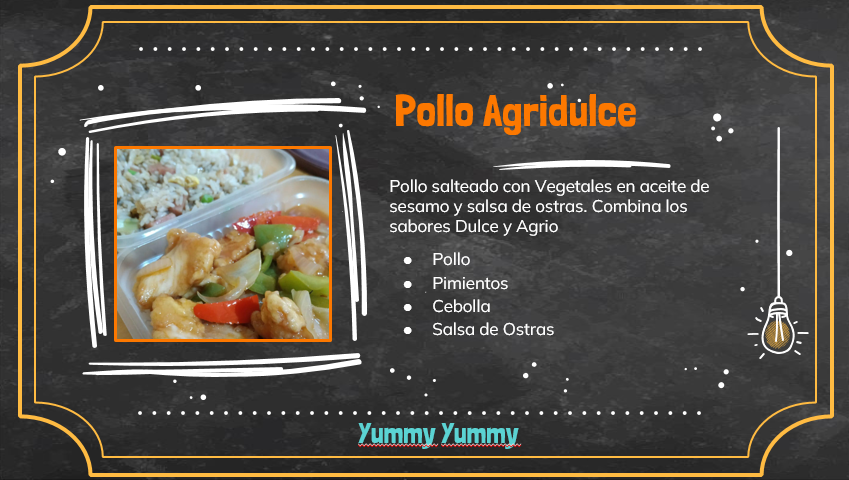 Pollo Agridulce
Pollo salteado con Vegetales en aceite de
sesamo y salsa de ostras. Combina los
sabores Dulce y Agrio
● Pollo
● Pimientos
● Cebolla
● Salsa de Ostras
Yummy Yummy